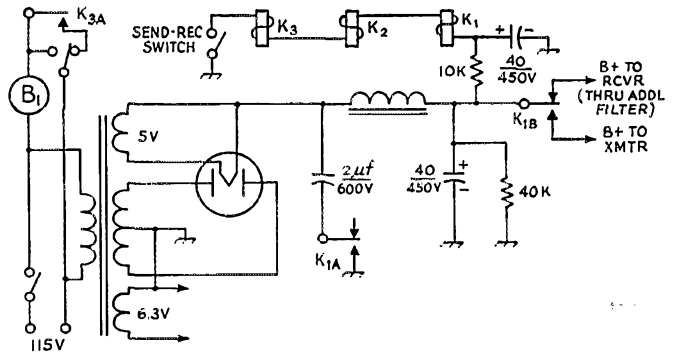 K3A
SEND-REC
SWITCH
K3
K2
K1
+ -
40
450V
10K
B+ TO
RCVR
(THRU ADDL
FILTER)
K1B
B+ TO
XMTR
B1
5V
2µf
600V
40
450V
+
-
40K
K1A
6.3V
115V